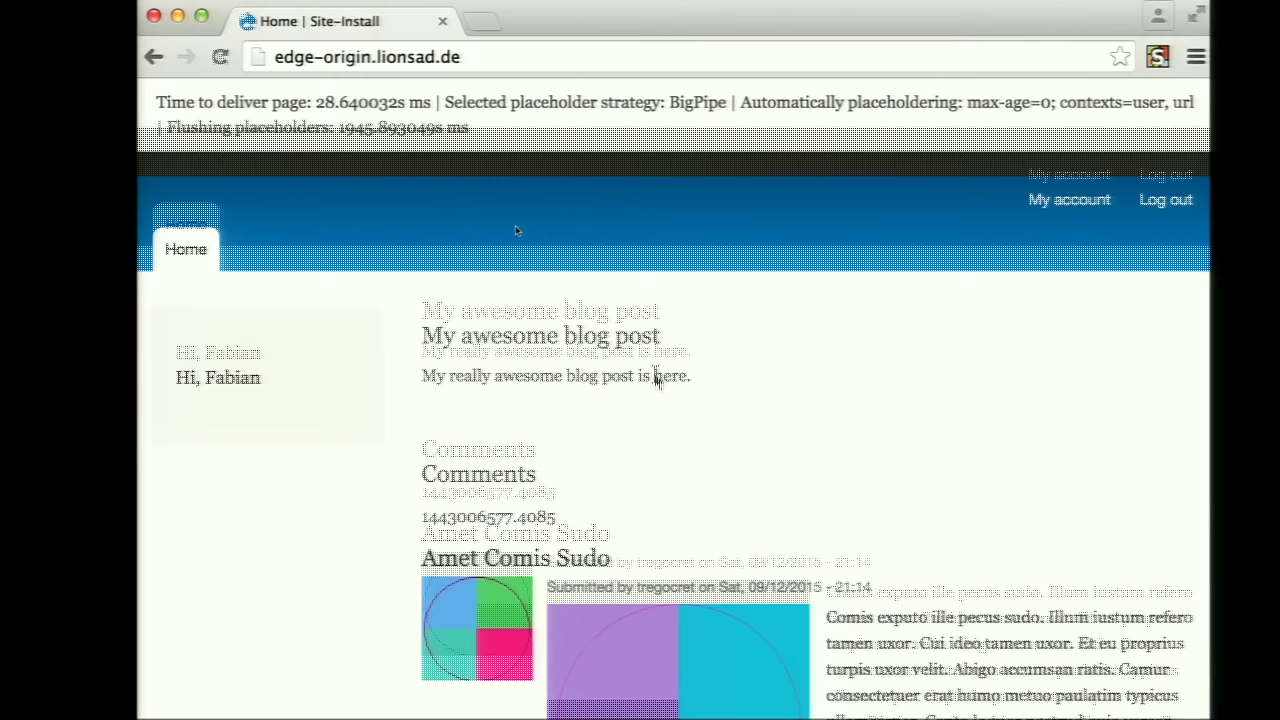 Home | Site-Install
edge-origin.lionsad.de
Time to deliver page: 28.640032s ms | Selected placeholder strategy: BigPipe | Automatically placeholdering: max-age=0; contexts=user, url
| Flushing placeholders: 1945.893049s ms
My account Log out
My account Log out
Home
My awesome blog post
My awesome blog post
My really awesome blog post is here.
Hi, Fabian
Hi, Fabian
My really awesome blog post is here.
Comments
Comments
1443006577.4085
1443006577.4085
Amet Comis Sudo
Amet Comis Sudo
by tregocret on Sat, 09/12/2015 - 21:14
Submitted by tregocret on Sat, 09/12/2015 - 21:14
exputo ille pecus sudo. Illum iustum refero
Comis exputo ille pecus sudo. Illum iustum refero
tamen uxor. Cui ideo tamen uxor. Et eu proprius
turpis uxor velit. Abigo accumsan ratis. Camur
consectetuer erat humo metuo paulatim typicus